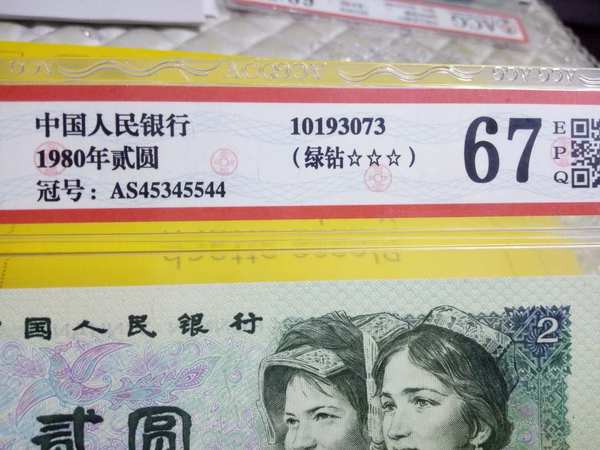 ACG
中国人民银行
10193073
67
E
P
Q
1980年贰圆
（绿钻☆☆☆）
冠号：AS45345544
国人民银行
2
贰圆